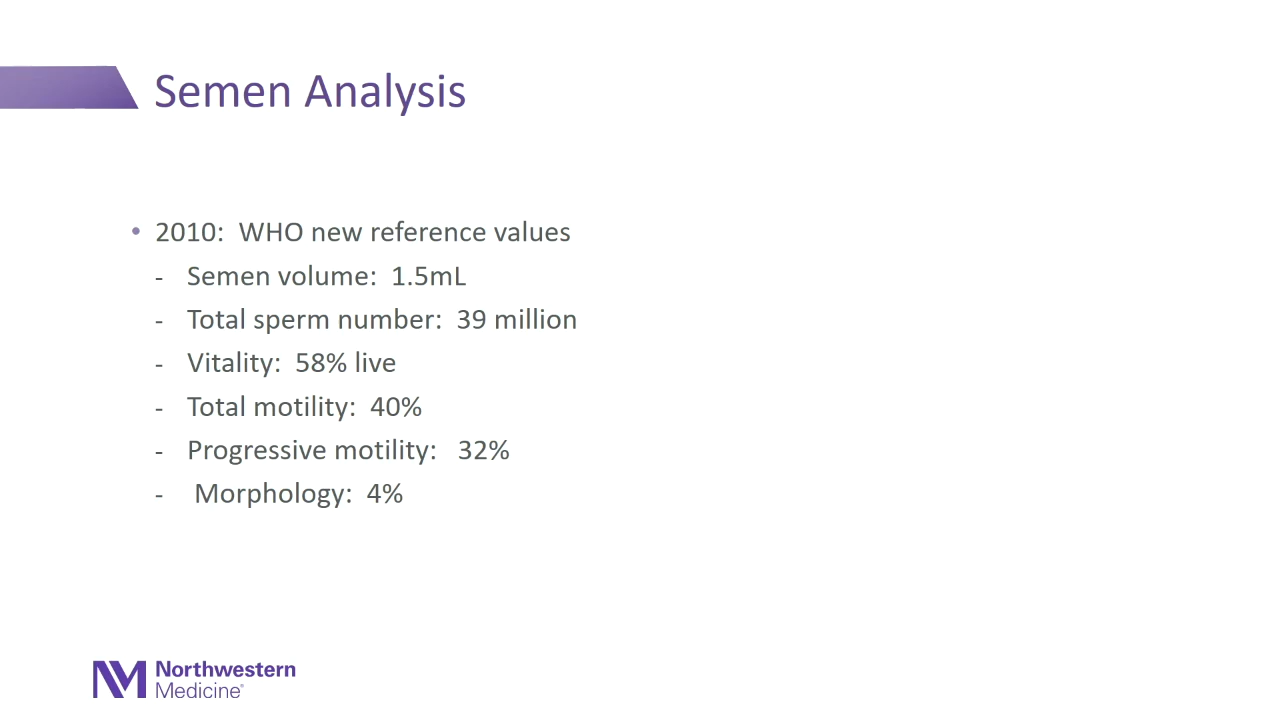 Semen Analysis
• 2010: WHO new reference values
- Semen volume: 1.5mL
- Total sperm number: 39 million
- Vitality: 58% live
- Total motility: 40%
- Progressive motility: 32%
- Morphology: 4%
Northwestern
Medicine®